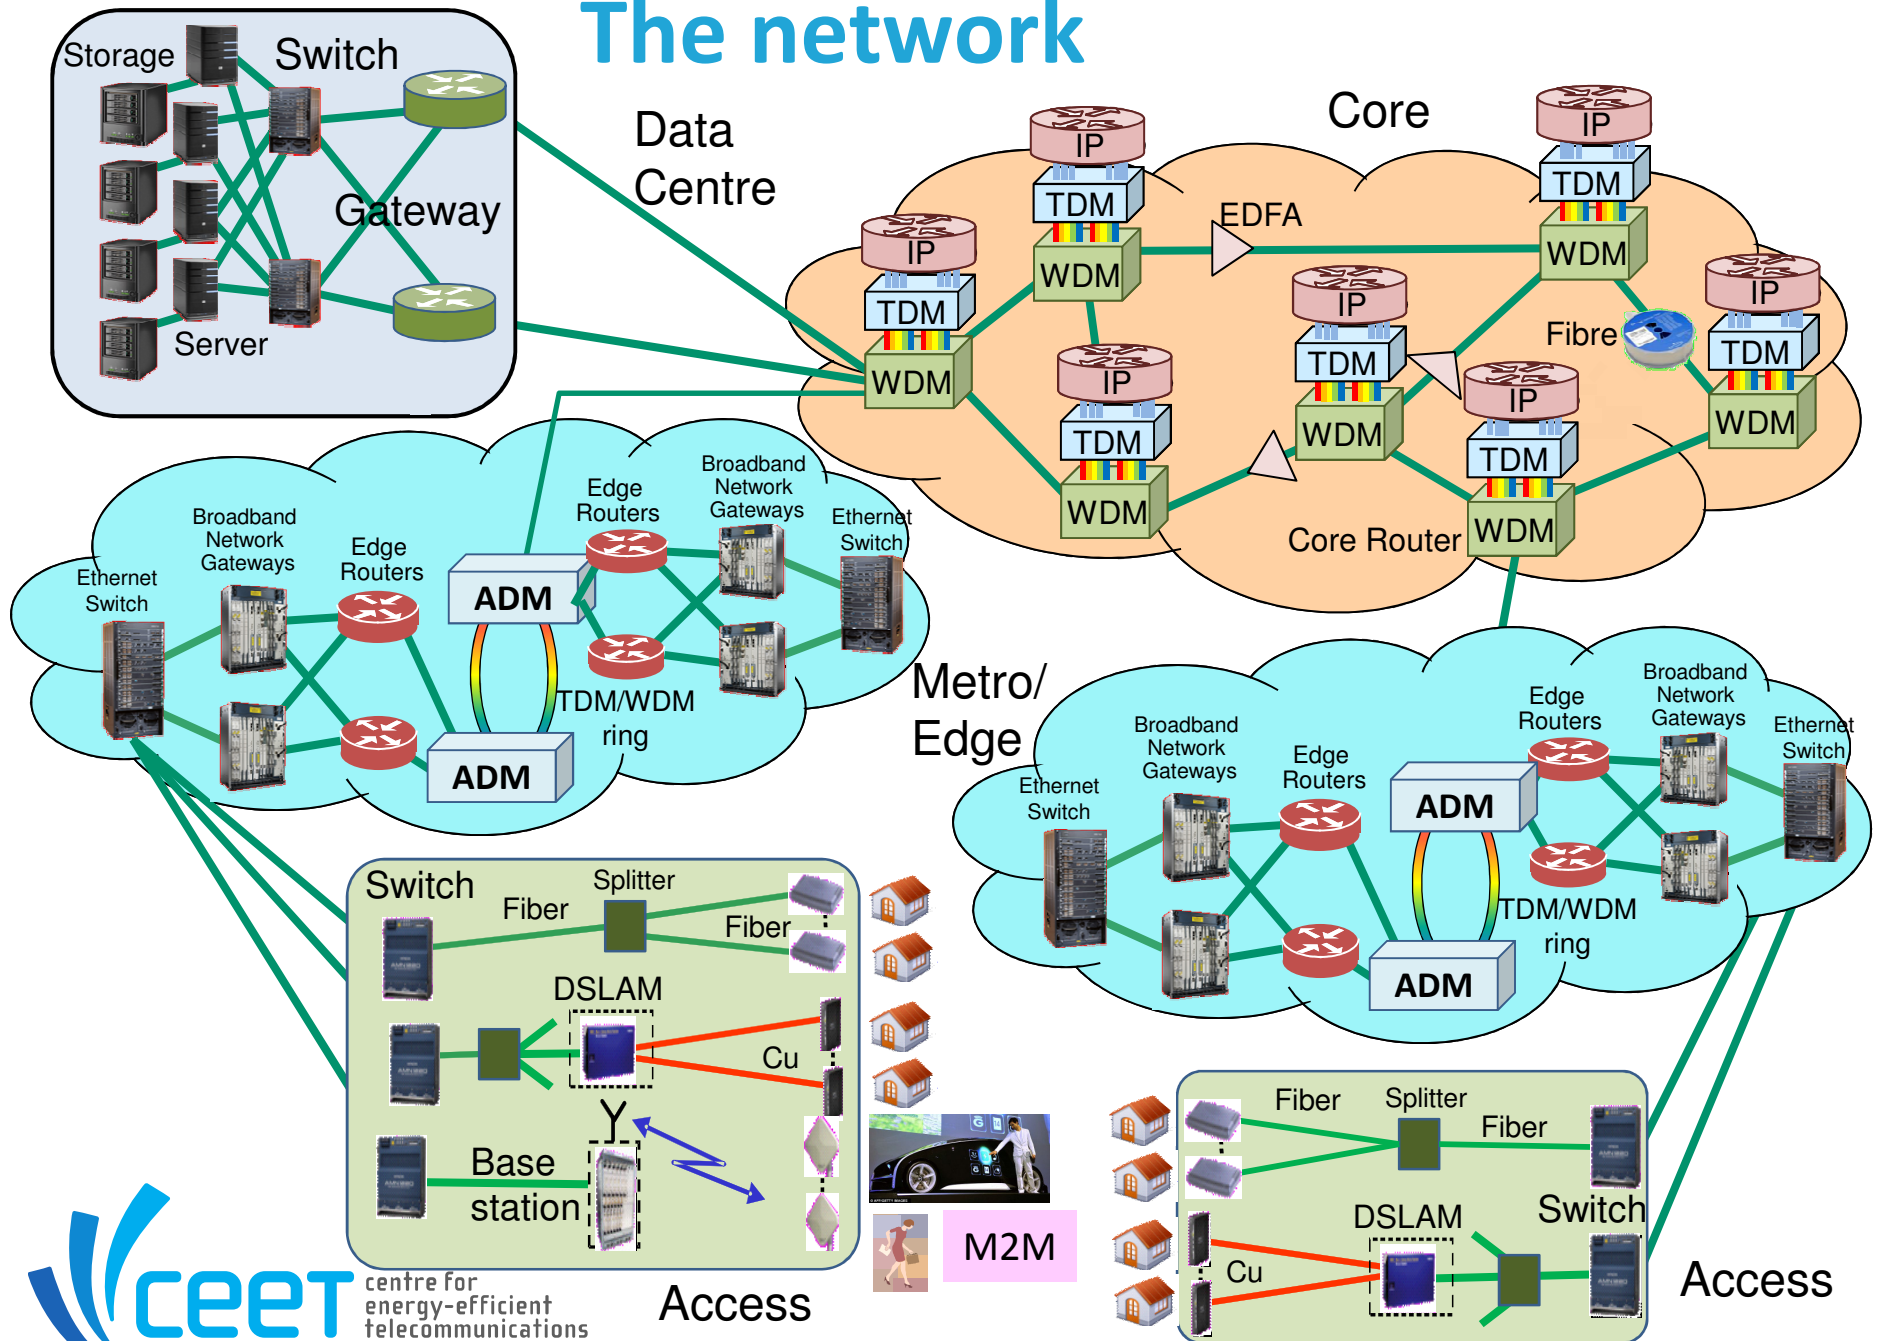 The network
Storage
Switch
Gateway
Server
Data
Centre
Core
IP
TDM
WDM
IP
TDM
WDM
EDFA
IP
TDM
WDM
IP
TDM
WDM
IP
TDM
WDM
Fibre
IP
TDM
WDM
IP
TDM
WDM
Core Router
Broadband
Network
Gateways
Edge
Routers
Ethernet
Switch
ADM
ADM
Edge
Routers
Broadband
Network
Gateways
Ethernet
Switch
TDM/WDM
ring
Metro/
Edge
Broadband
Network
Gateways
Edge
Routers
Ethernet
Switch
ADM
ADM
Edge
Routers
Broadband
Network
Gateways
Ethernet
Switch
TDM/WDM
ring
Switch
Splitter
Fiber
Fiber
DSLAM
Cu
Base
station
M2M
Access
Fiber
Splitter
Fiber
DSLAM
Switch
Cu
Access
CEET
centre for
energy-efficient
telecommunications